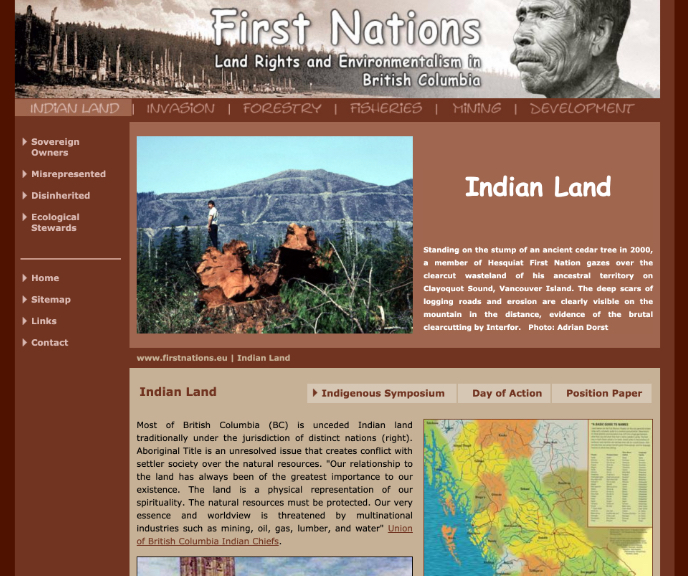 First Nations
Land Rights and Environmentalism in
British Columbia
INDIAN LAND | INVASION | FORESTRY | FISHERIES | MINING | DEVELOPMENT
Sovereign
Owners
Misrepresented
Disinherited
Ecological
Stewards
Home
Sitemap
Links
Contact
Indian Land
Standing on the stump of an ancient cedar tree in 2000,
a member of Hesquiat First Nation gazes over the
clearcut wasteland of his ancestral territory on
Clayoquot Sound, Vancouver Island. The deep scars of
logging roads and erosion are clearly visible on the
mountain in the distance, evidence of the brutal
clearcutting by Interfor. Photo: Adrian Dorst
www.firstnations.eu | Indian Land
Indian Land
Indigenous Symposium
Day of Action
Position Paper
Most of British Columbia (BC) is unceded Indian land
traditionally under the jurisdiction of distinct nations (right).
Aboriginal Title is an unresolved issue that creates conflict with
settler society over the natural resources. "Our relationship to
the land has always been of the greatest importance to our
existence. The land is a physical representation of our
spirituality. The natural resources must be protected. Our very
essence and worldview is threatened by multinational
industries such as mining, oil, gas, lumber, and water" Union
of British Columbia Indian Chiefs.